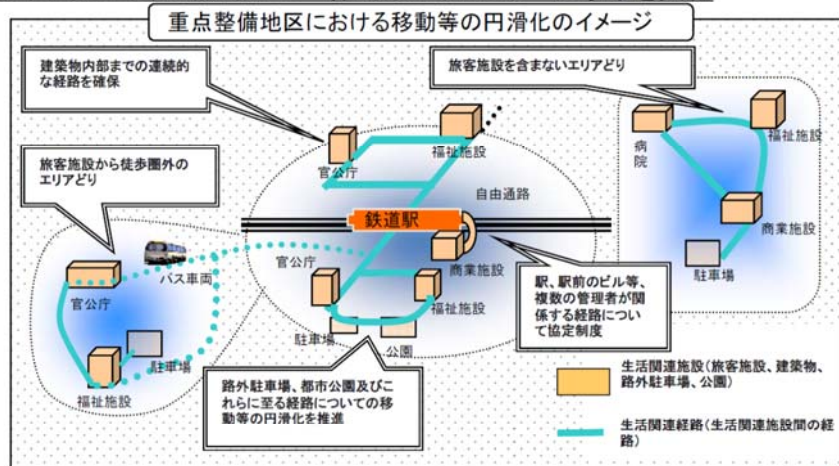 重点整備地区における移動等の円滑化のイメージ
建築物内部までの連続的
な経路を確保
旅客施設を含まないエリアどり
旅客施設から徒歩圏外の
エリアどり
官公庁
福祉施設
自由通路
鉄道駅
病院
福祉施設
商業施設
駐車場
バス車両
官公庁
駐車場
福祉施設
官公庁
商業施設
福祉施設
駐車場
公園
駅、駅前のビル等、
複数の管理者が関
係する経路につい
て協定制度
路外駐車場、都市公園及びこ
れらに至る経路についての移
動等の円滑化を推進
生活関連施設(旅客施設、建築物、
路外駐車場、公園)
生活関連経路(生活関連施設間の経
路)